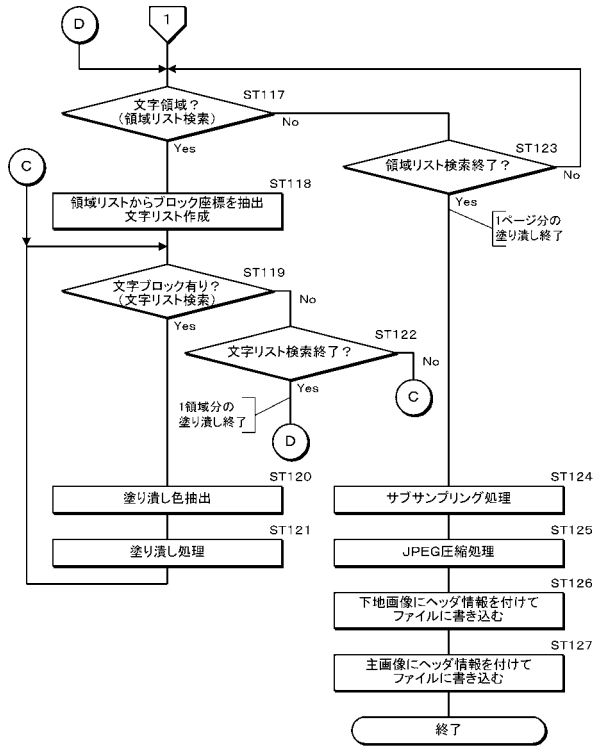 D
1
ST117
文字領域？
(領域リスト検索)
No
Yes
ST123
領域リスト検索終了？
No
Yes
C
ST118
領域リストからブロック座標を抽出
文字リスト作成
1ページ分の
塗り潰し終了
ST119
文字ブロック有り？
(文字リスト検索)
No
Yes
ST122
文字リスト検索終了？
No
Yes
C
1領域分の
塗り潰し終了
D
ST120
塗り潰し色抽出
ST121
塗り潰し処理
ST124
サブサンプリング処理
ST125
JPEG圧縮処理
ST126
下地画像にヘッダ情報を付けて
ファイルに書き込む
ST127
主画像にヘッダ情報を付けて
ファイルに書き込む
終了